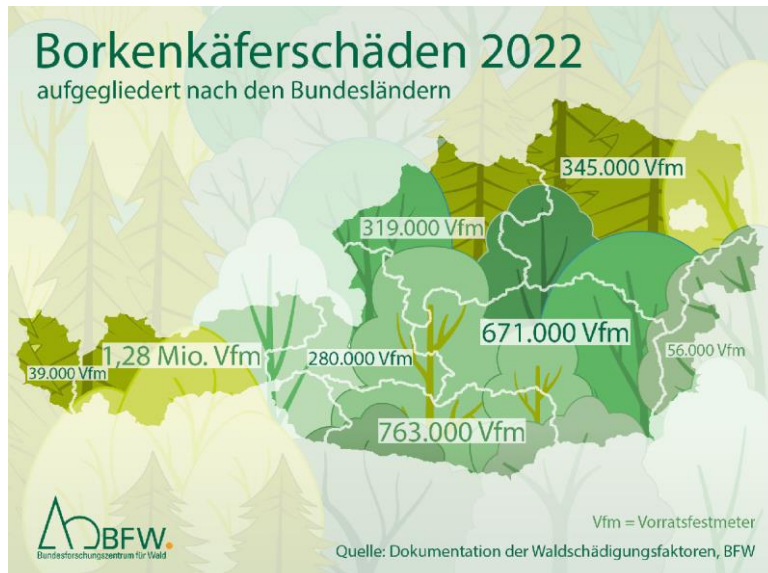 Borkenkäferschäden 2022
aufgegliedert nach den Bundesländern
345.000 Vfm
319.000 Vfm
671.000 Vfm
1,28 Mio. Vfm
280.000 Vfm
56.000 Vfm
39.000 Vfm
763.000 Vfm
Vfm = Vorratsfestmeter
BFW.
Bundesforschungszentrum für Wald
Quelle: Dokumentation der Waldschädigungsfaktoren, BFW